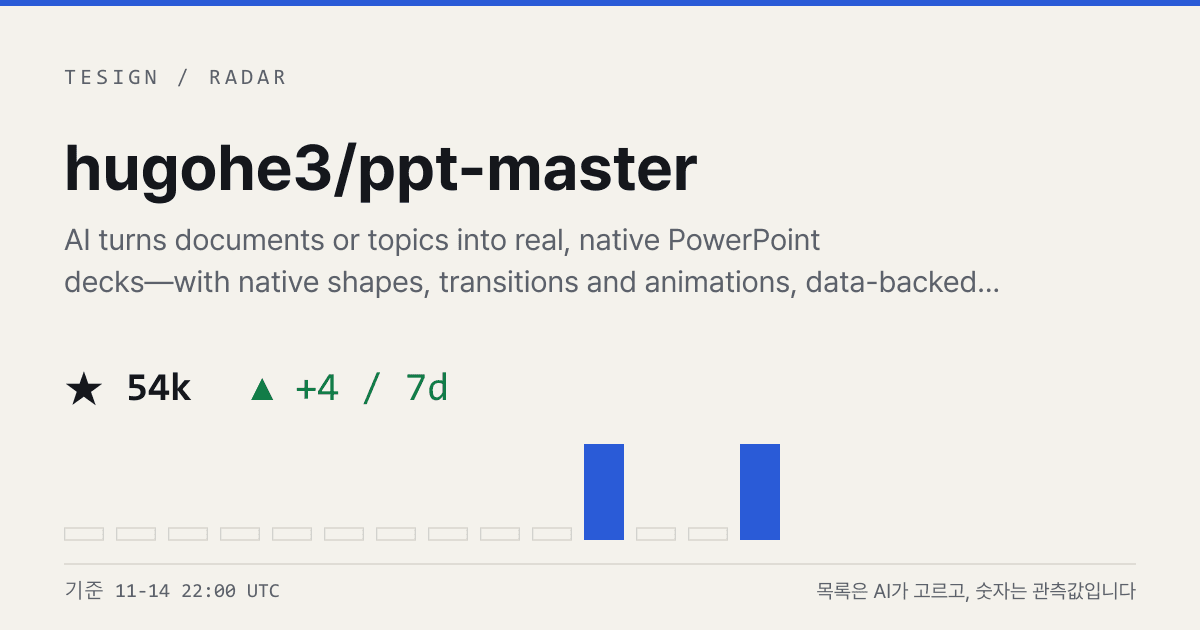 TESIGN / RADAR
hugohe3/ppt-master
AI turns documents or topics into real, native PowerPoint
decks—with native shapes, transitions and animations, data-backed…
★ 54k ▲ +4 / 7d
기준 11-14 22:00 UTC
목록은 AI가 고르고, 숫자는 관측값입니다